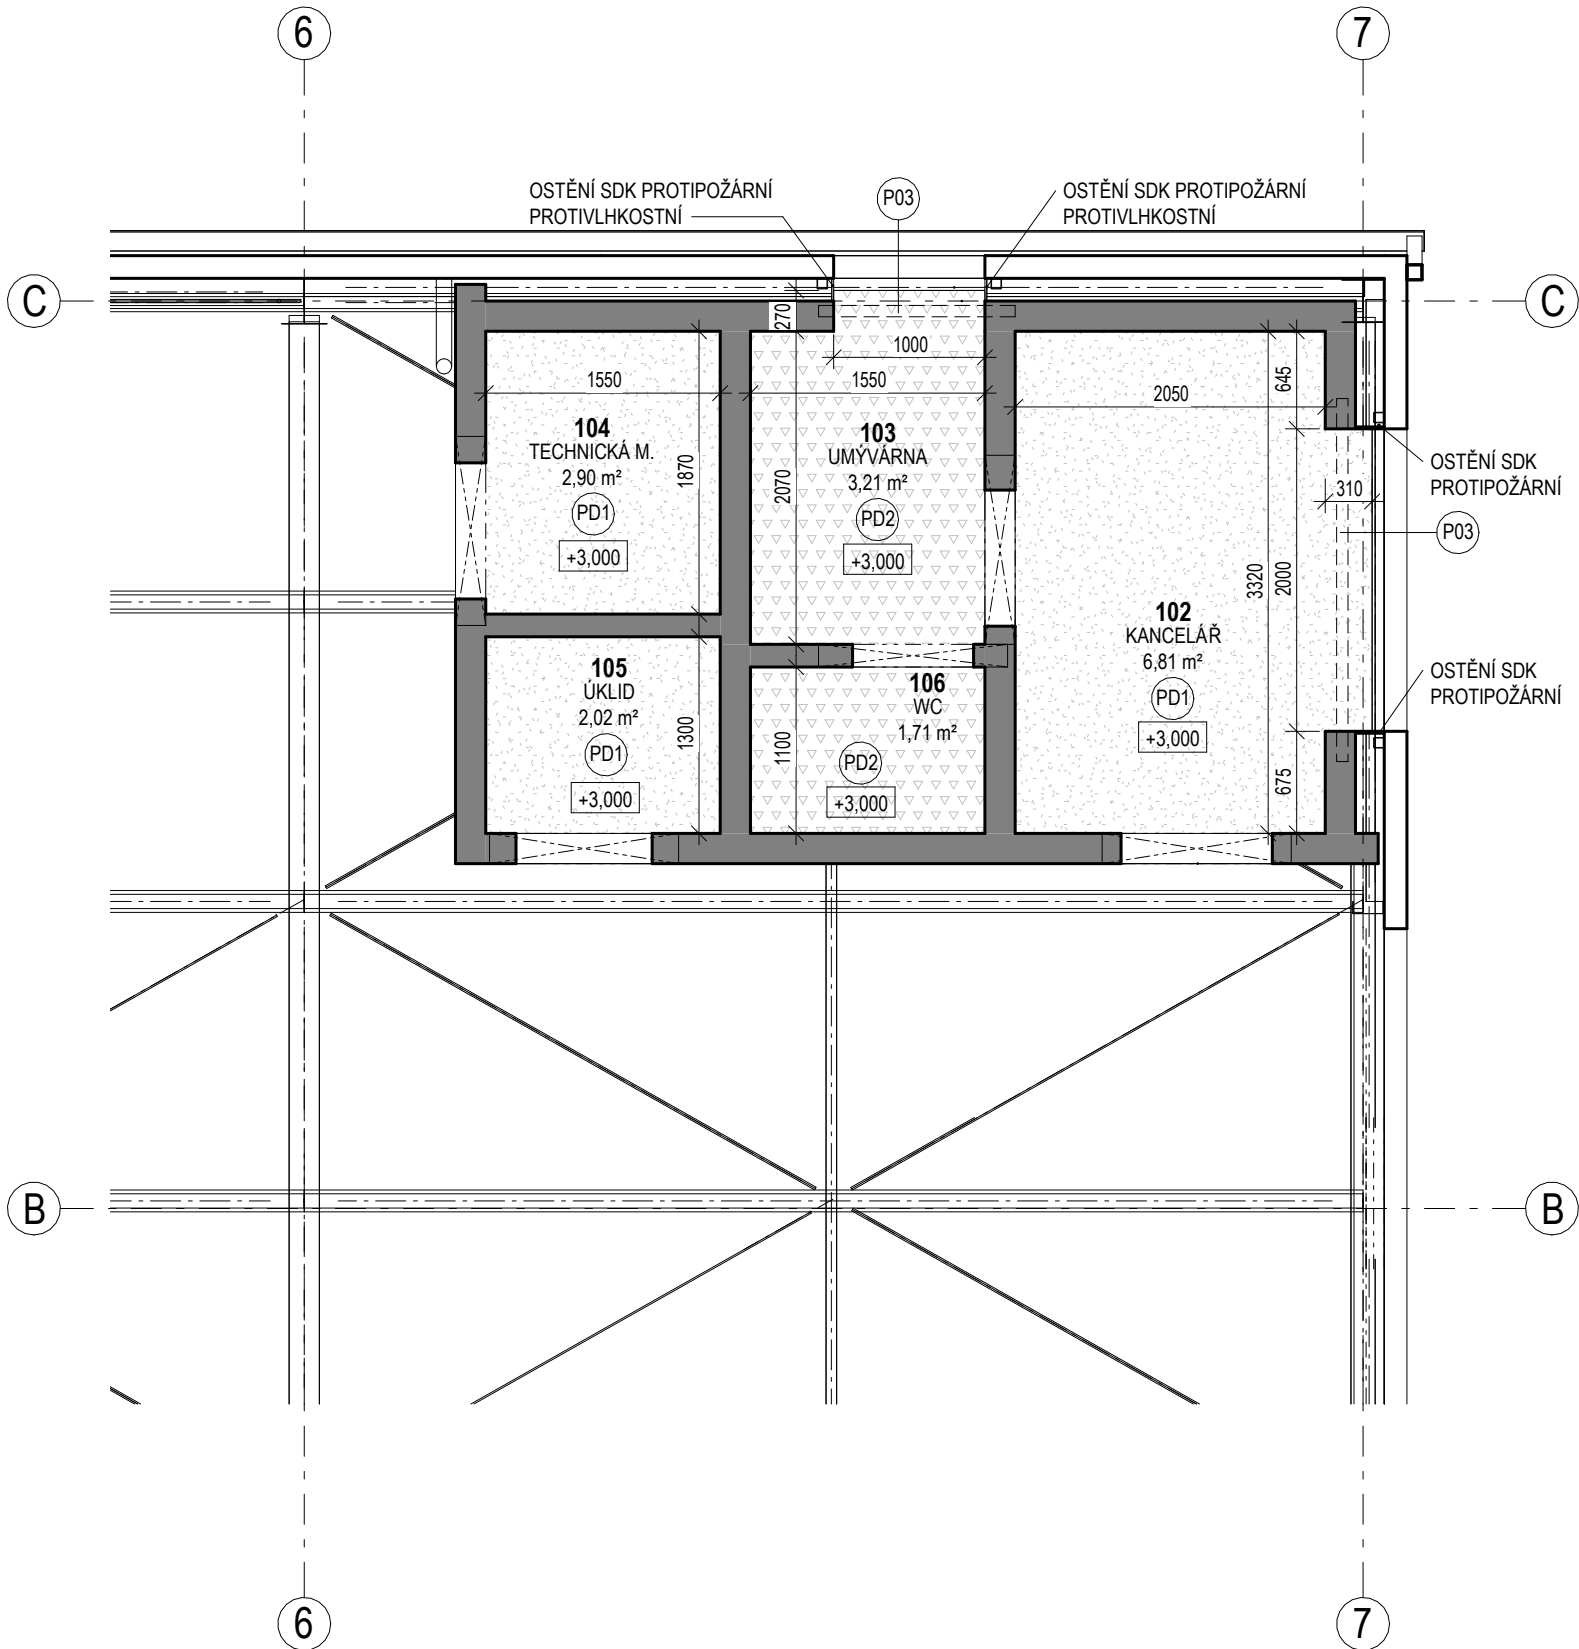 6
7
OSTĚNÍ SDK PROTIPOŽÁRNÍ
PROTIVLHKOSTNÍ
P03
OSTĚNÍ SDK PROTIPOŽÁRNÍ
PROTIVLHKOSTNÍ
C
C
270
1000
1550
1550
2050
645
104
TECHNICKÁ M.
2,90 m²
PD1
+3,000
1870
2070
103
UMÝVÁRNA
3,21 m²
PD2
+3,000
OSTĚNÍ SDK
PROTIPOŽÁRNÍ
310
P03
3320
2000
102
KANCELÁŘ
6,81 m²
PD1
+3,000
OSTĚNÍ SDK
PROTIPOŽÁRNÍ
105
ÚKLID
2,02 m²
PD1
+3,000
1300
1100
106
WC
1,71 m²
PD2
+3,000
675
B
B
6
7